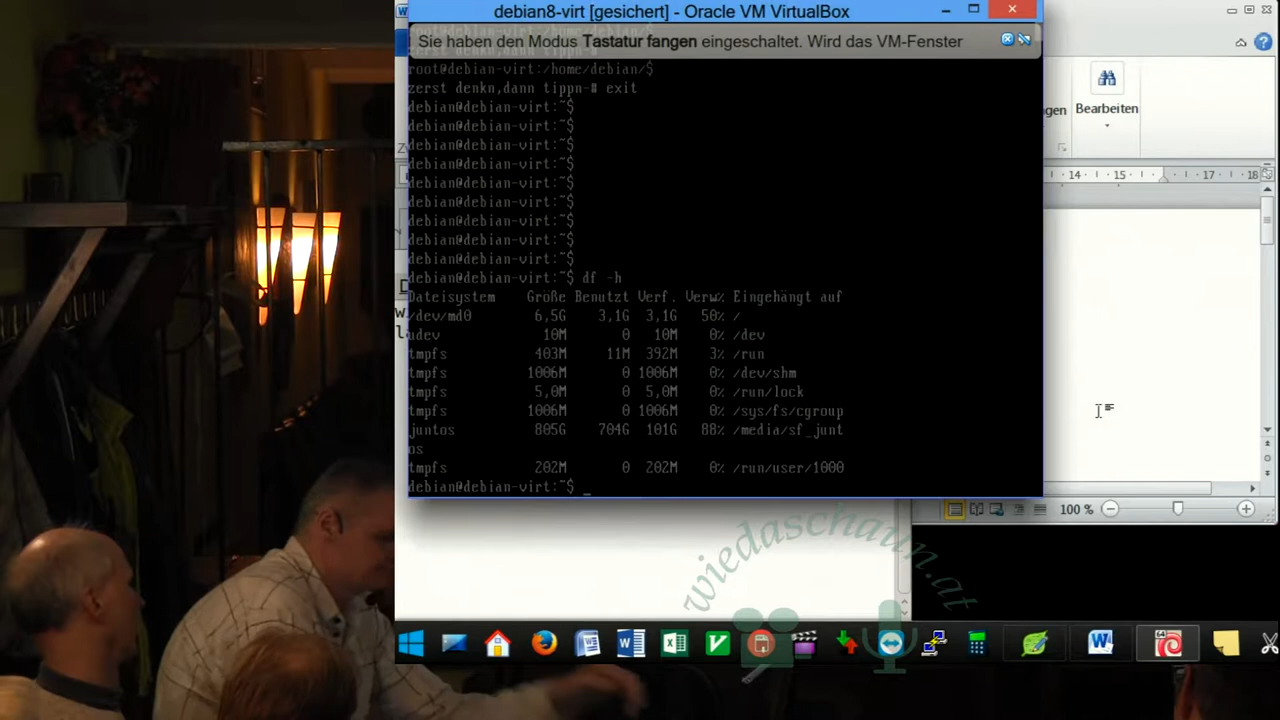 debian8-virt [gesichert] - Oracle VM VirtualBox
Sie haben den Modus Tastatur fangen eingeschaltet. Wird das VM-Fenster
root@debian-virt:/home/debian/$
zerst denkn,dann tippn-# exit
debian@debian-virt:~$
debian@debian-virt:~$
debian@debian-virt:~$
debian@debian-virt:~$
debian@debian-virt:~$
debian@debian-virt:~$
debian@debian-virt:~$
debian@debian-virt:~$
debian@debian-virt:~$
debian@debian-virt:~$ df -h
Dateisystem Größe Benutzt Verf. Verw% Eingehängt auf
/dev/md0 6,5G 3,1G 3,1G 50% /
udev 10M 0 10M 0% /dev
tmpfs 403M 11M 392M 3% /run
tmpfs 1006M 0 1006M 0% /dev/shm
tmpfs 5,0M 0 5,0M 0% /run/lock
tmpfs 1006M 0 1006M 0% /sys/fs/cgroup
juntos 805G 704G 101G 88% /media/sf_junt
os
tmpfs 202M 0 202M 0% /run/user/1000
debian@debian-virt:~$ _
gen
Bearbeiten
14 15 17 18
100 %
wiedaschaun.at
64